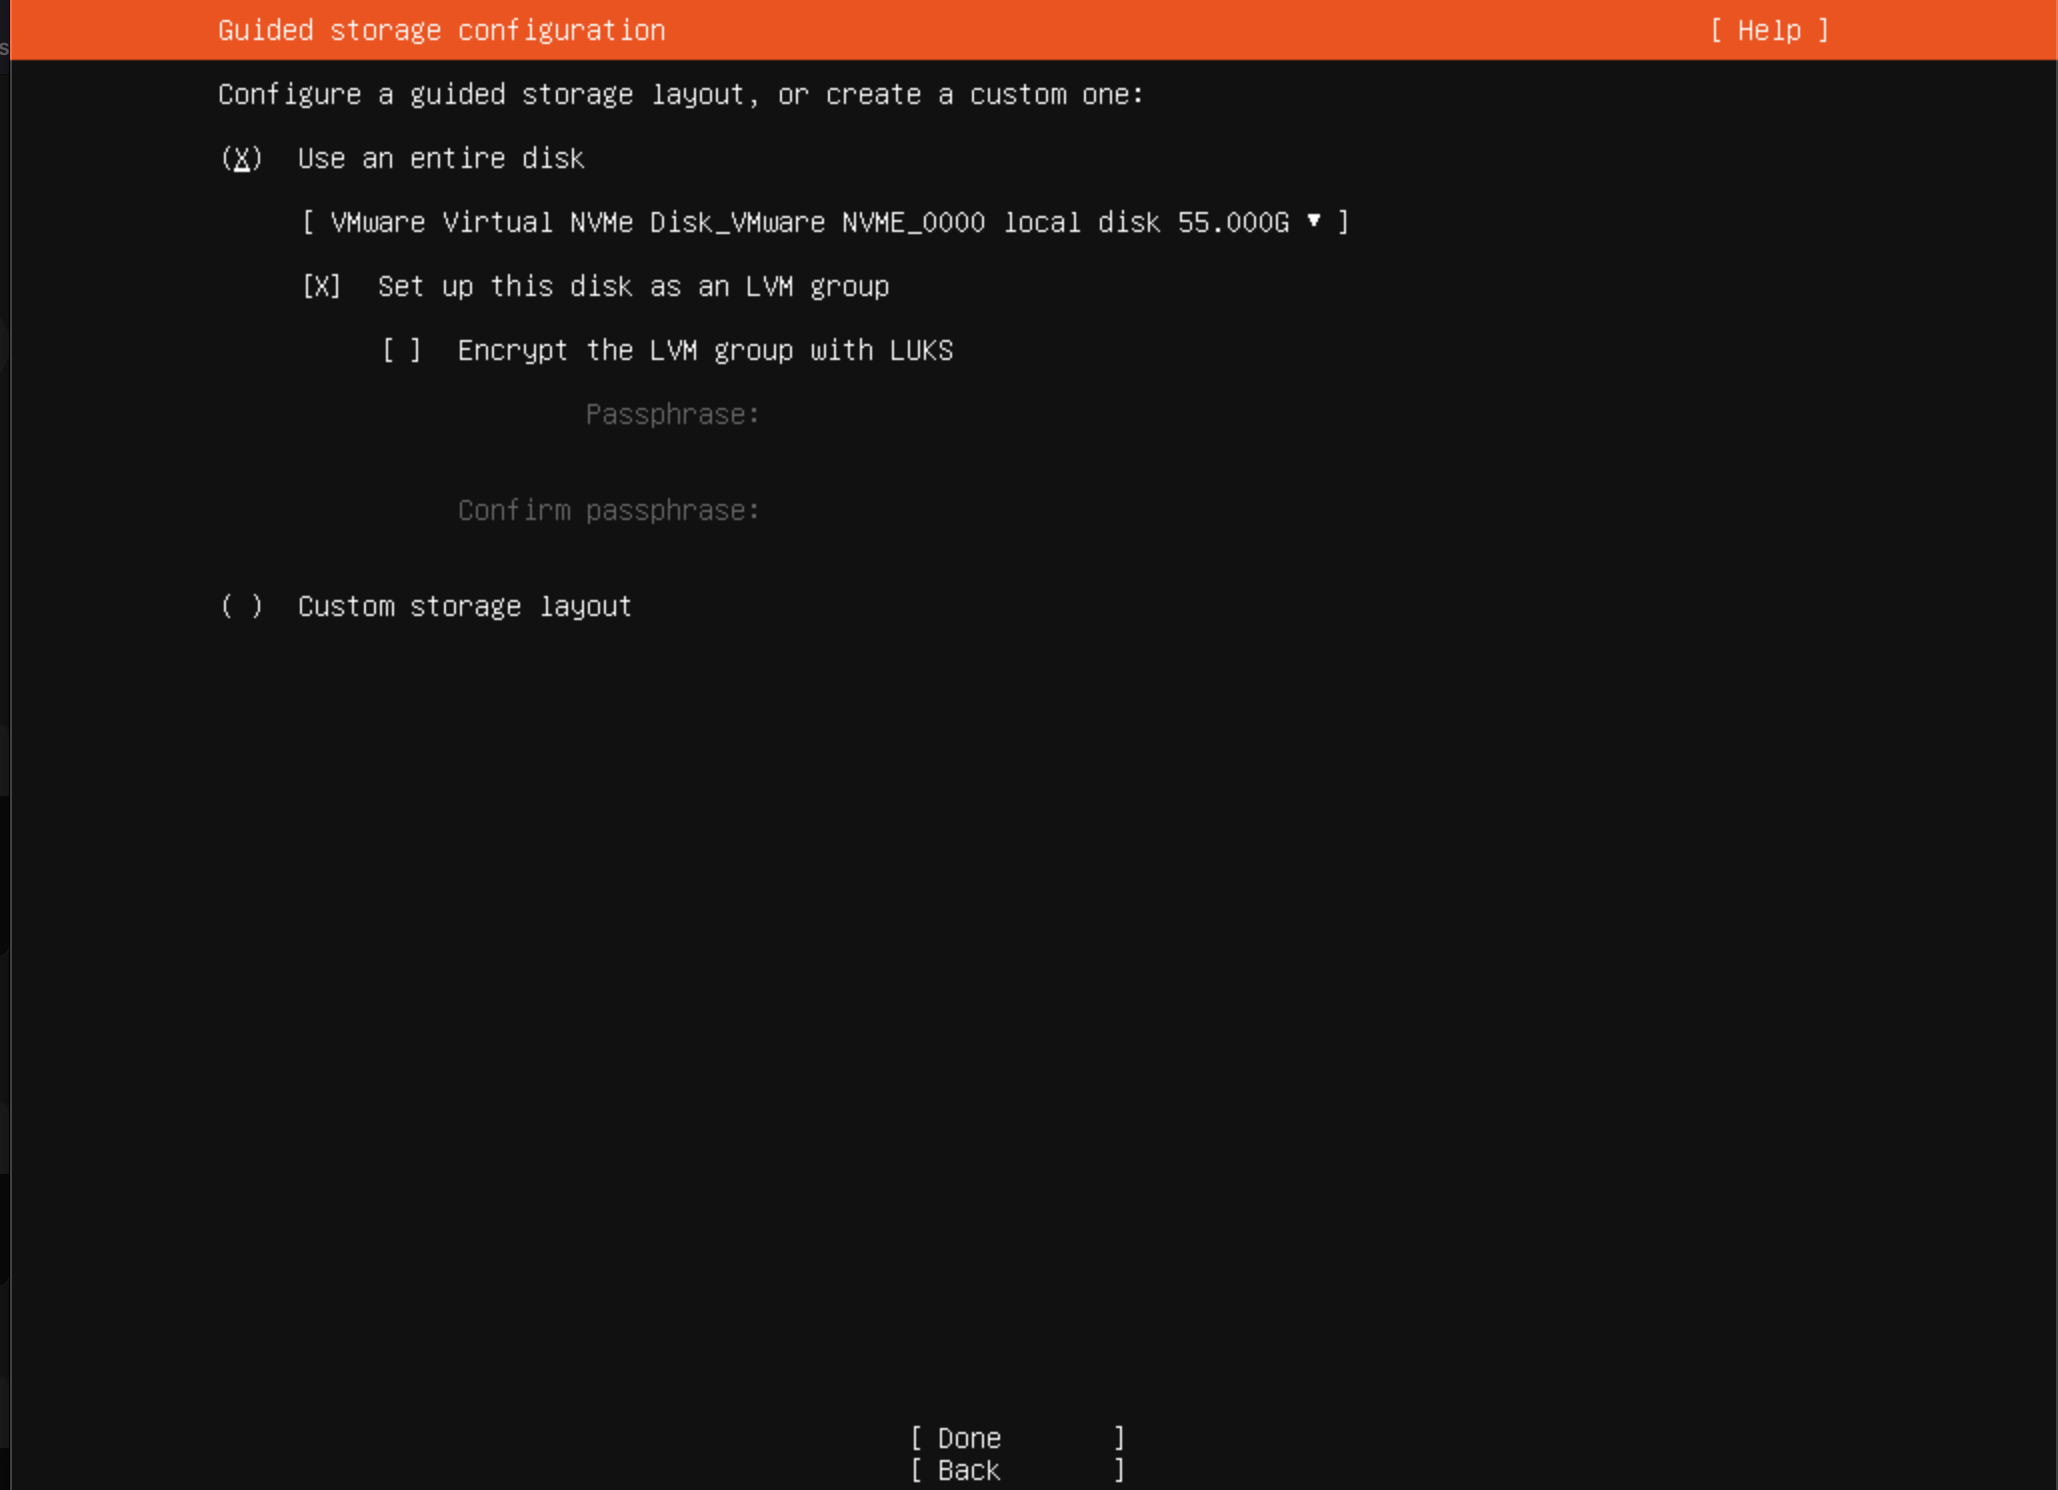 Guided storage configuration [ Help ]
Configure a guided storage layout, or create a custom one:
(X) Use an entire disk
[ VMware Virtual NVMe Disk_VMware NVME_0000 local disk 55.000G ▾ ]
[X] Set up this disk as an LVM group
[ ] Encrypt the LVM group with LUKS
Passphrase:
Confirm passphrase:
( ) Custom storage layout
[ Done ]
[ Back ]